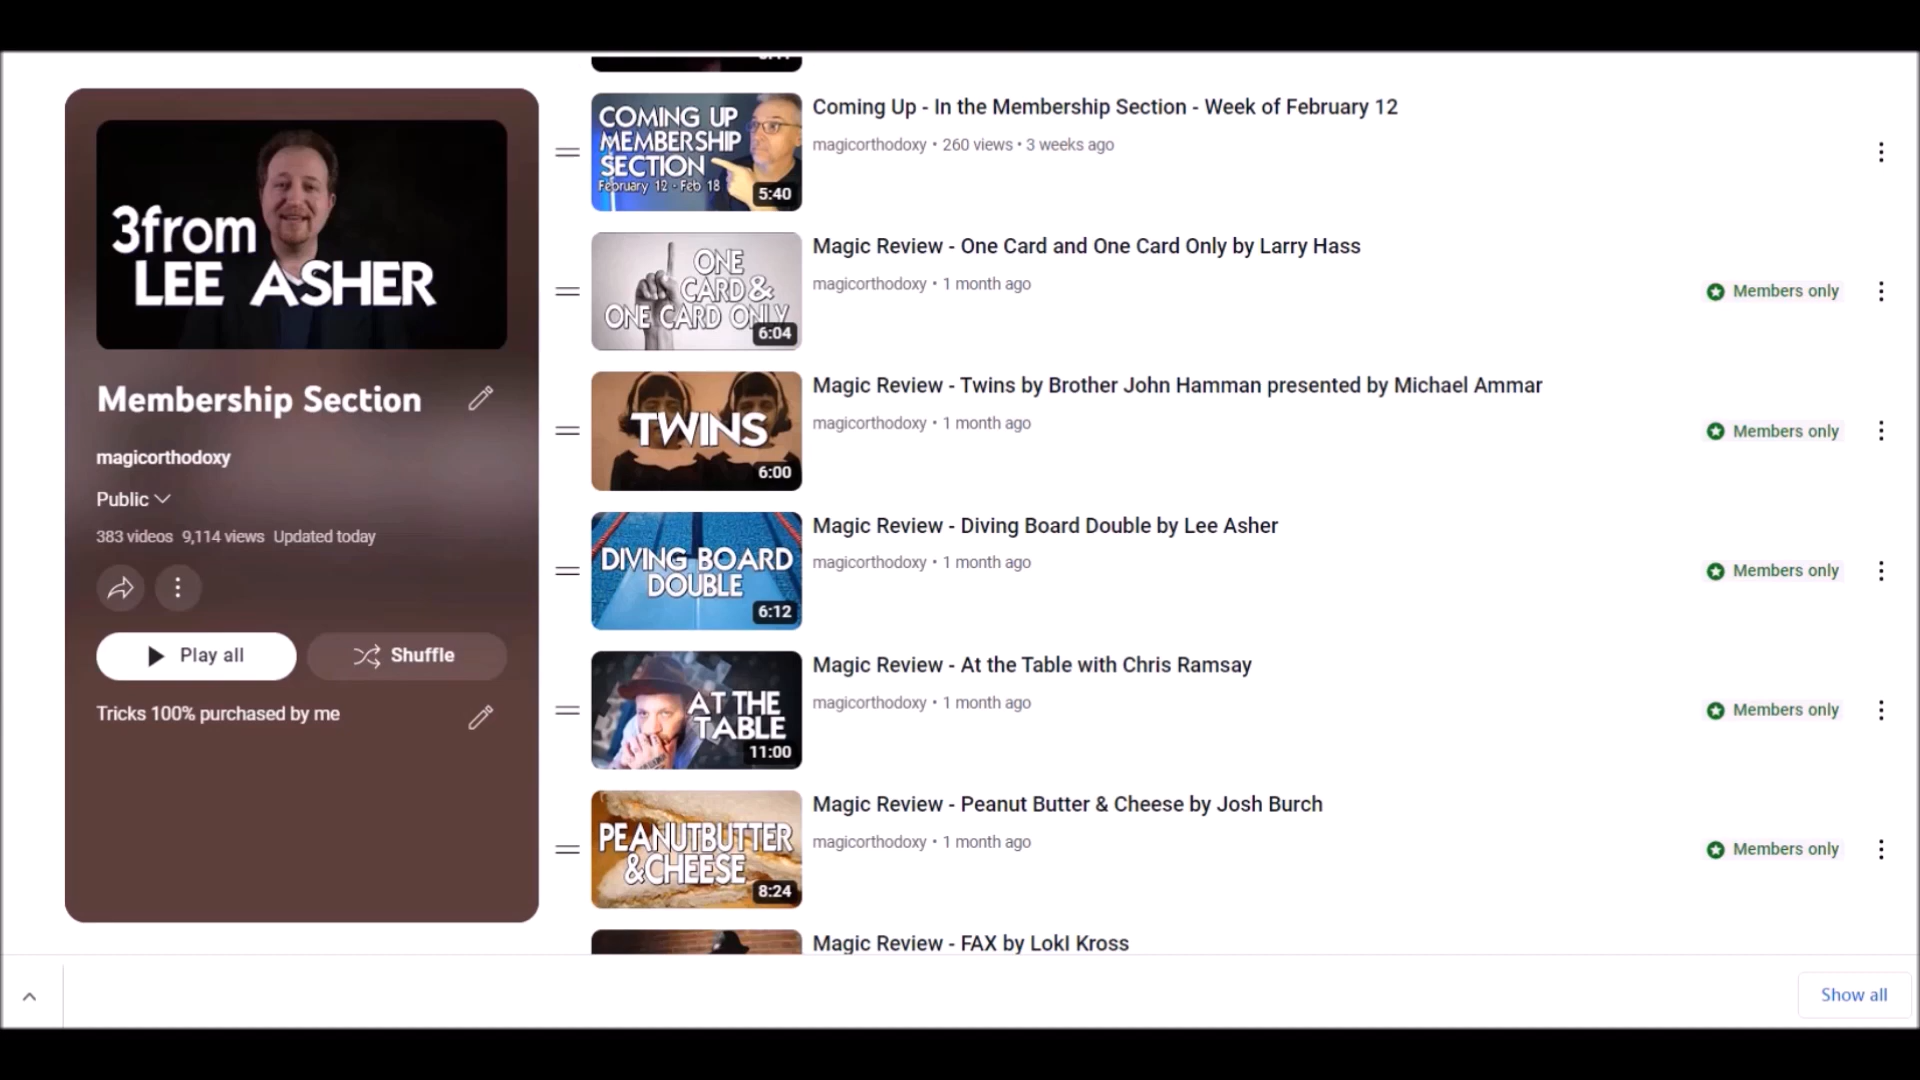 3from
LEE ASHER
Membership Section
magicorthodoxy
Public
383 videos 9,114 views Updated today
Play all
Shuffle
Tricks 100% purchased by me
COMING UP
MEMBERSHIP
SECTION
February 12 - Feb 18
5:40
Coming Up - In the Membership Section - Week of February 12
magicorthodoxy • 260 views • 3 weeks ago
ONE
CARD &
ONE CARD ONLY
6:04
Magic Review - One Card and One Card Only by Larry Hass
magicorthodoxy • 1 month ago
Members only
TWINS
6:00
Magic Review - Twins by Brother John Hamman presented by Michael Ammar
magicorthodoxy • 1 month ago
Members only
DIVING BOARD
DOUBLE
6:12
Magic Review - Diving Board Double by Lee Asher
magicorthodoxy • 1 month ago
Members only
AT THE
TABLE
11:00
Magic Review - At the Table with Chris Ramsay
magicorthodoxy • 1 month ago
Members only
PEANUTBUTTER
&CHEESE
8:24
Magic Review - Peanut Butter & Cheese by Josh Burch
magicorthodoxy • 1 month ago
Members only
Magic Review - FAX by LokI Kross
Show all